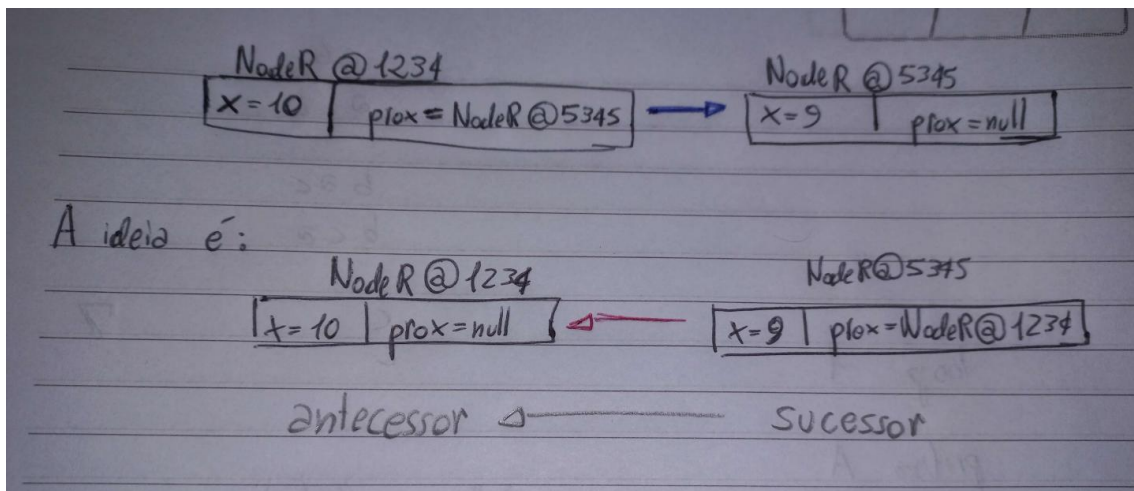 NodeR @1234 NodeR @5345
x=10 prox=NodeR@5345 x=9 prox=null
A ideia é:
NodeR@1234 NodeR@5345
x=10 prox=null x=9 prox=NodeR@1234
antecessor sucessor